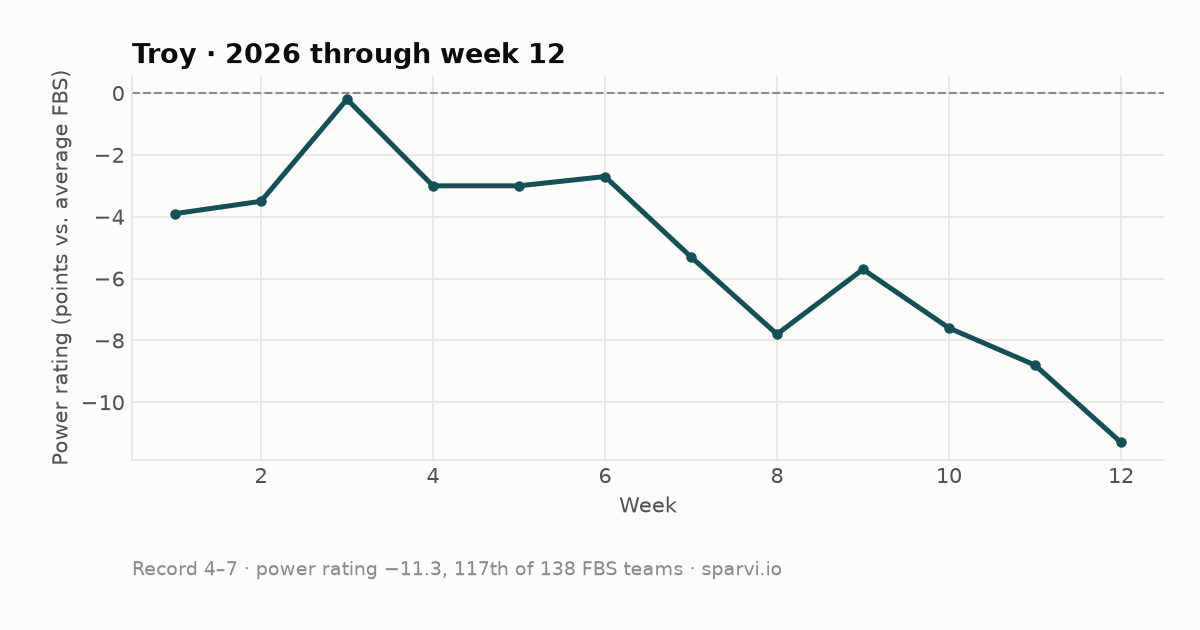 Troy · 2026 through week 12
Power rating (points vs. average FBS)
0
−2
−4
−6
−8
−10
2 4 6 8 10 12
Week
Record 4–7 · power rating −11.3, 117th of 138 FBS teams · sparvi.io